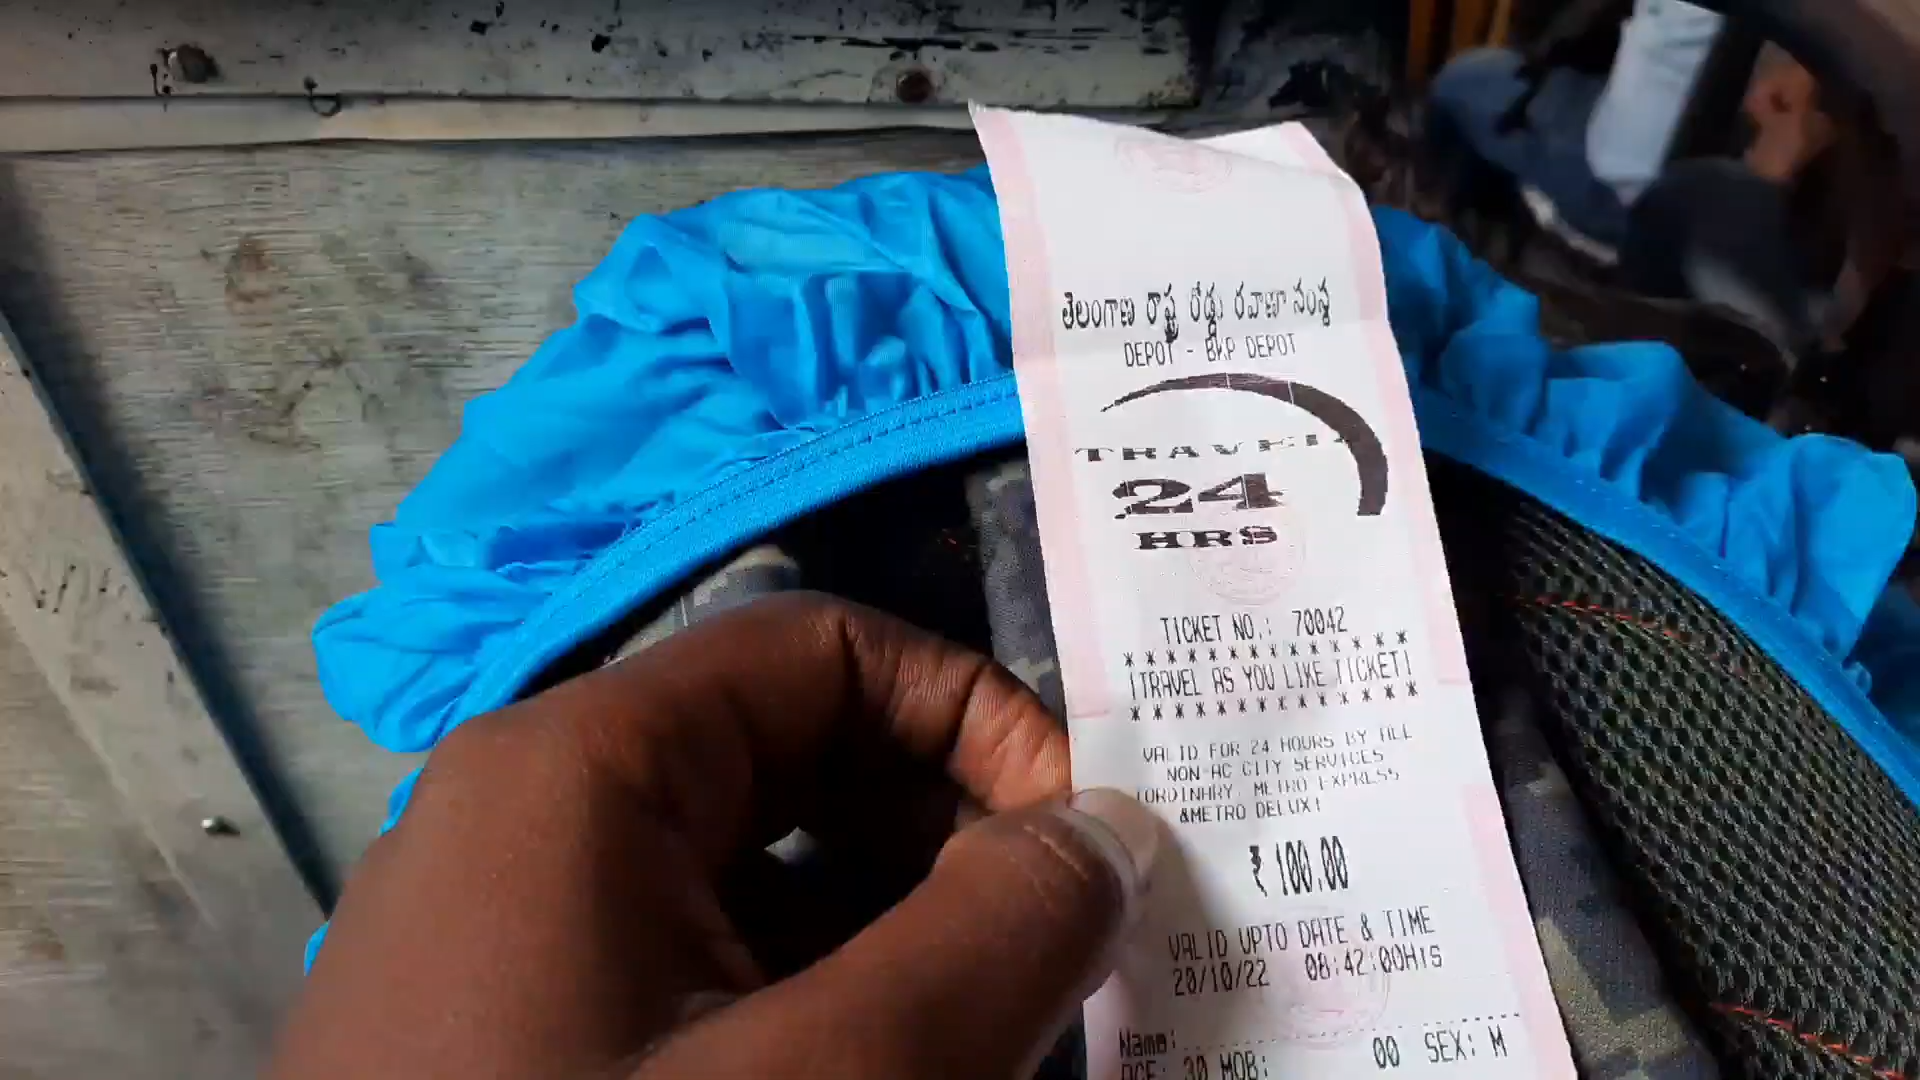 తెలంగాణ రాష్ట్ర రోడ్డు రవాణా సంస్థ
DEPOT - BKP DEPOT
TRAVEL
24
HRS
TICKET NO.: 70042
* * * * * * * * * * * * * *
!TRAVEL AS YOU LIKE TICKET!
* * * * * * * * * * * * * *
VALID FOR 24 HOURS BY ALL
NON-AC CITY SERVICES
(ORDINARY, METRO EXPRESS
&METRO DELUX)
₹ 100.00
VALID UPTO DATE & TIME
20/10/22 08:42:00Hrs
Name:
AGE: 30 MOB: 00 SEX: M